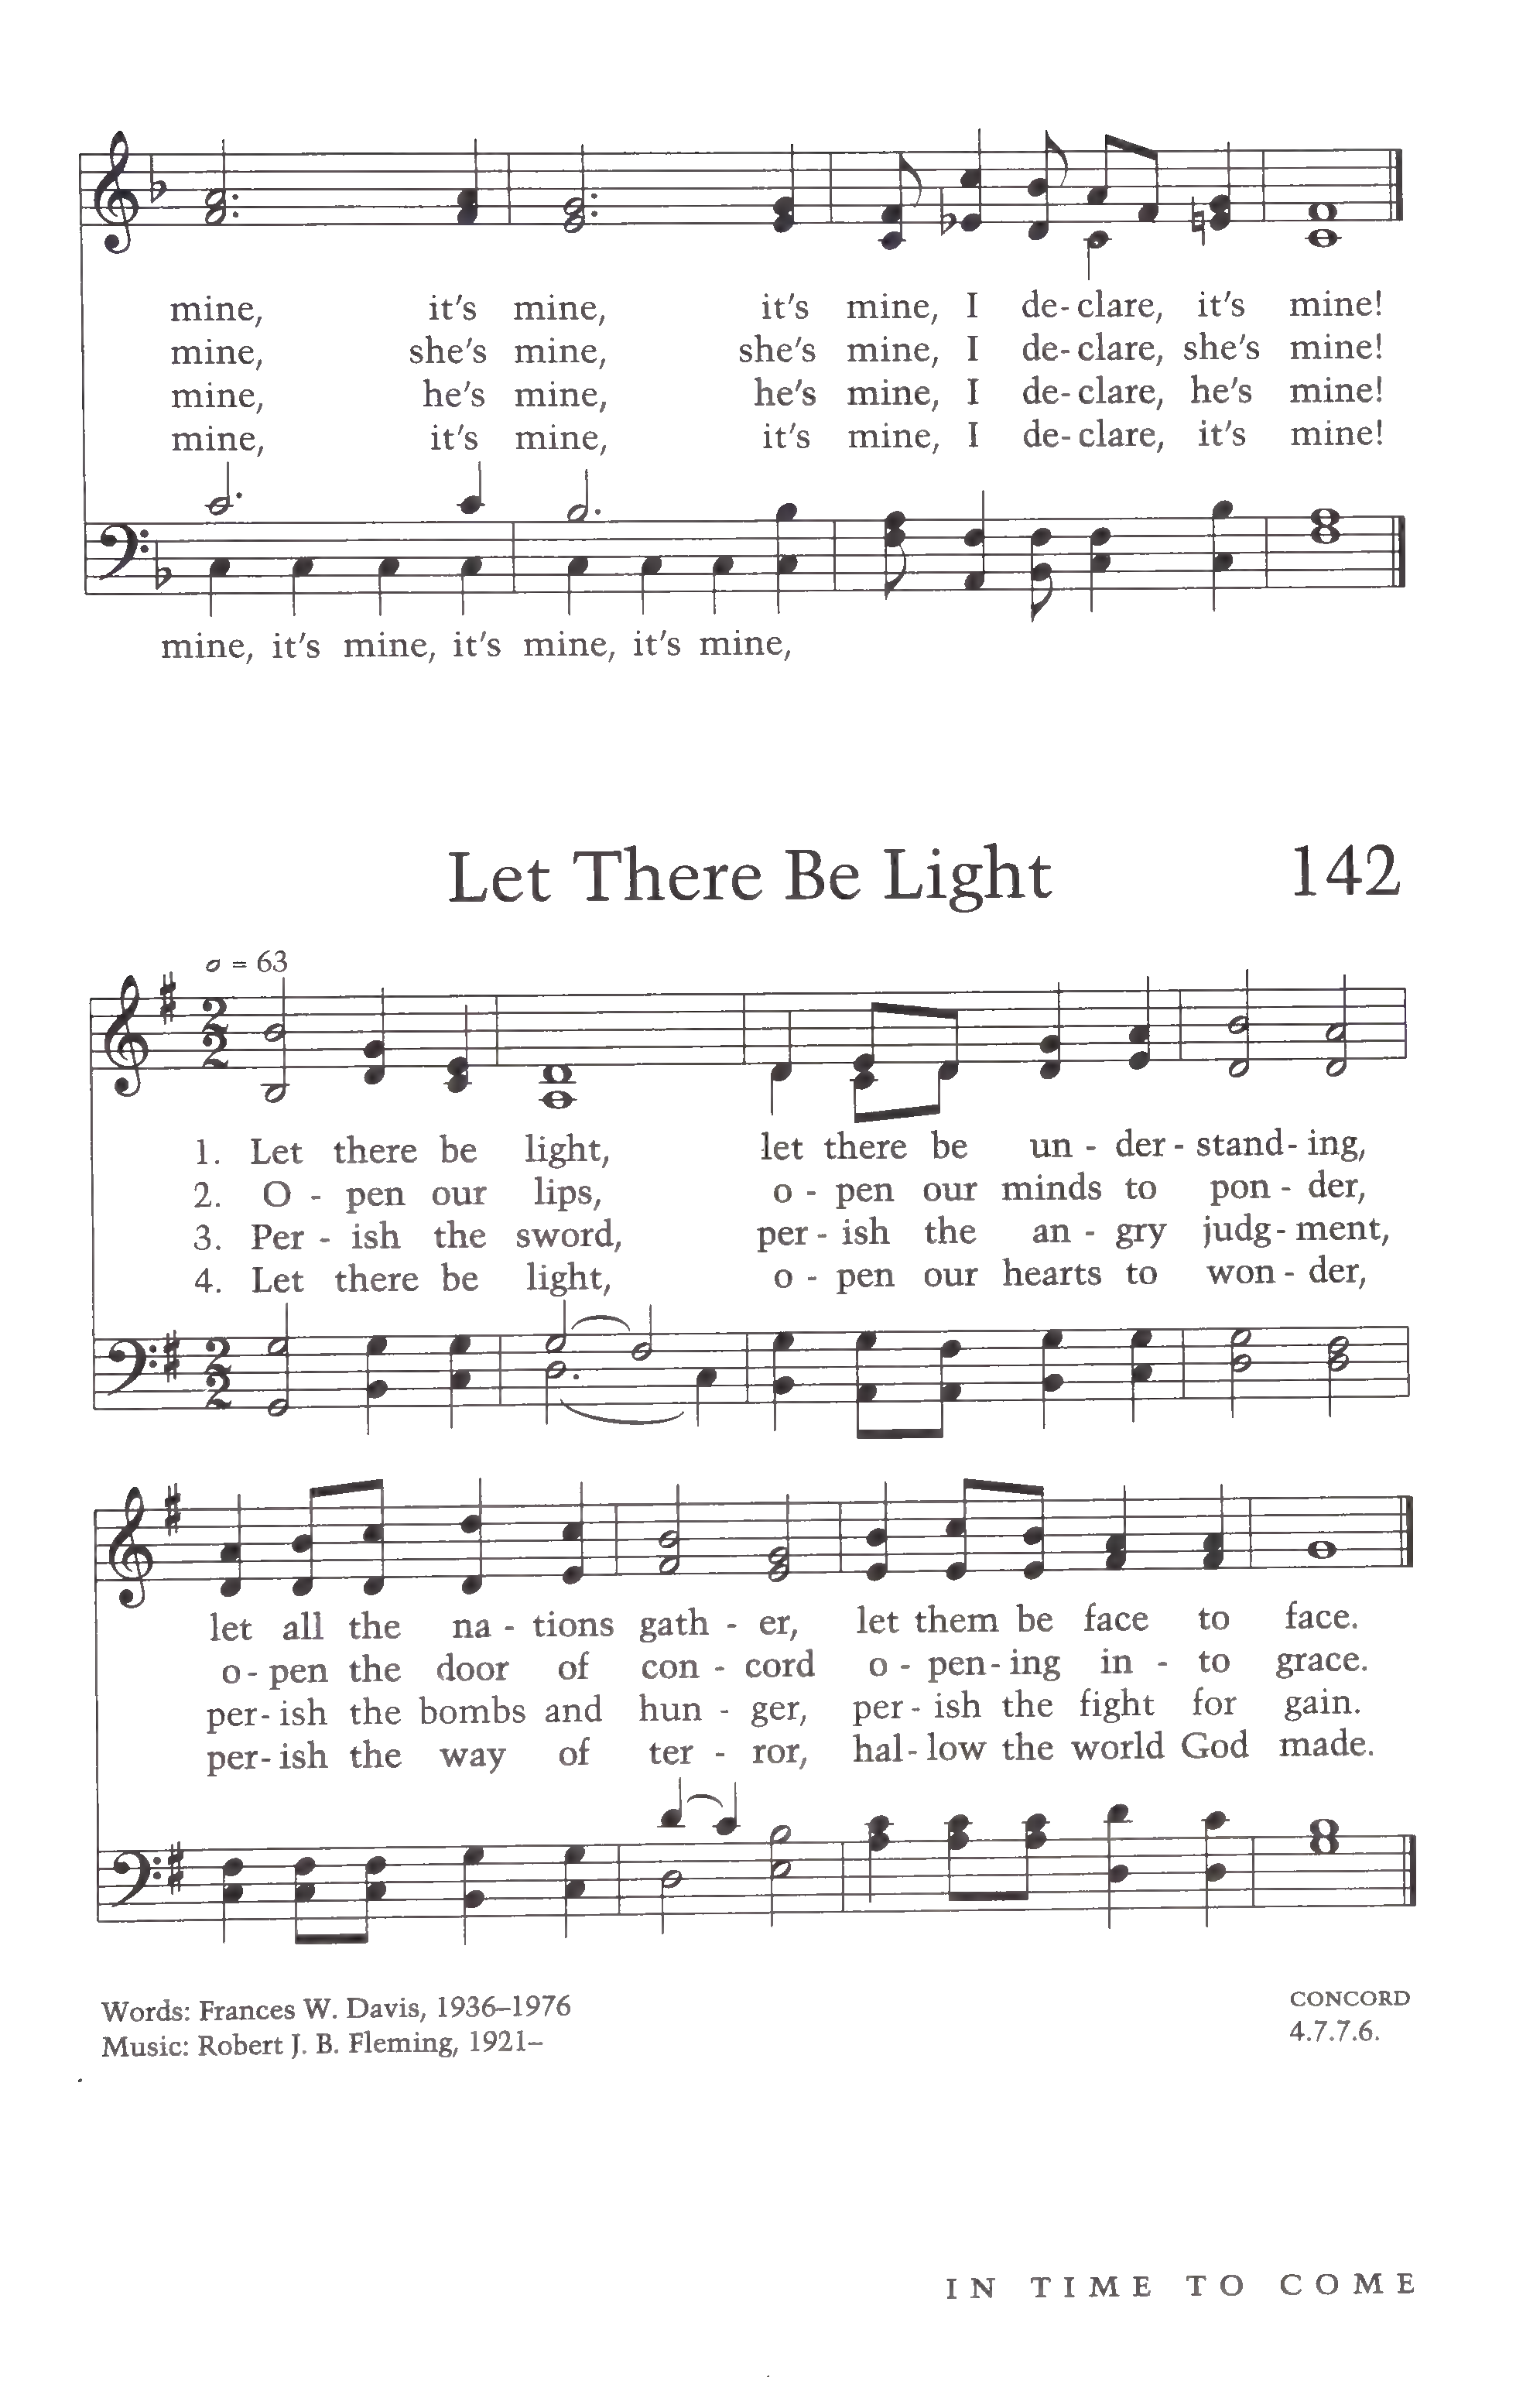 mine, it's mine, it's mine, I de-clare, it's mine!
mine, she's mine, she's mine, I de-clare, she's mine!
mine, he's mine, he's mine, I de-clare, he's mine!
mine, it's mine, it's mine, I de-clare, it's mine!
mine, it's mine, it's mine, it's mine,
Let There Be Light 142
= 63
1. Let there be light, let there be un - der - stand - ing,
2. O - pen our lips, o - pen our minds to pon - der,
3. Per - ish the sword, per - ish the an - gry judg - ment,
4. Let there be light, o - pen our hearts to won - der,
let all the na - tions gath - er, let them be face to face.
o - pen the door of con - cord o - pen - ing in - to grace.
per - ish the bombs and hun - ger, per - ish the fight for gain.
per - ish the way of ter - ror, hal - low the world God made.
Words: Frances W. Davis, 1936–1976
Music: Robert J. B. Fleming, 1921–
CONCORD
4.7.7.6.
IN TIME TO COME